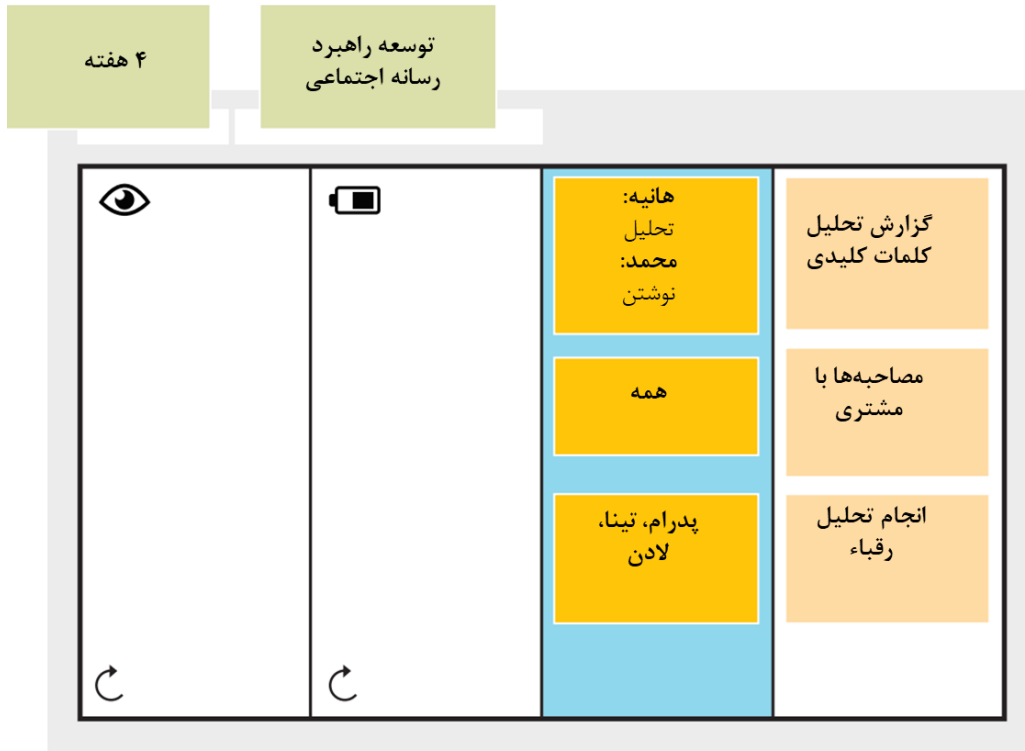 توسعه راهبرد
رسانه اجتماعی
۴ هفته
گزارش تحلیل
کلمات کلیدی
هانیه:
تحلیل
محمد:
نوشتن
مصاحبه‌ها با
مشتری
همه
انجام تحلیل
رقباء
پدرام، تینا،
لادن